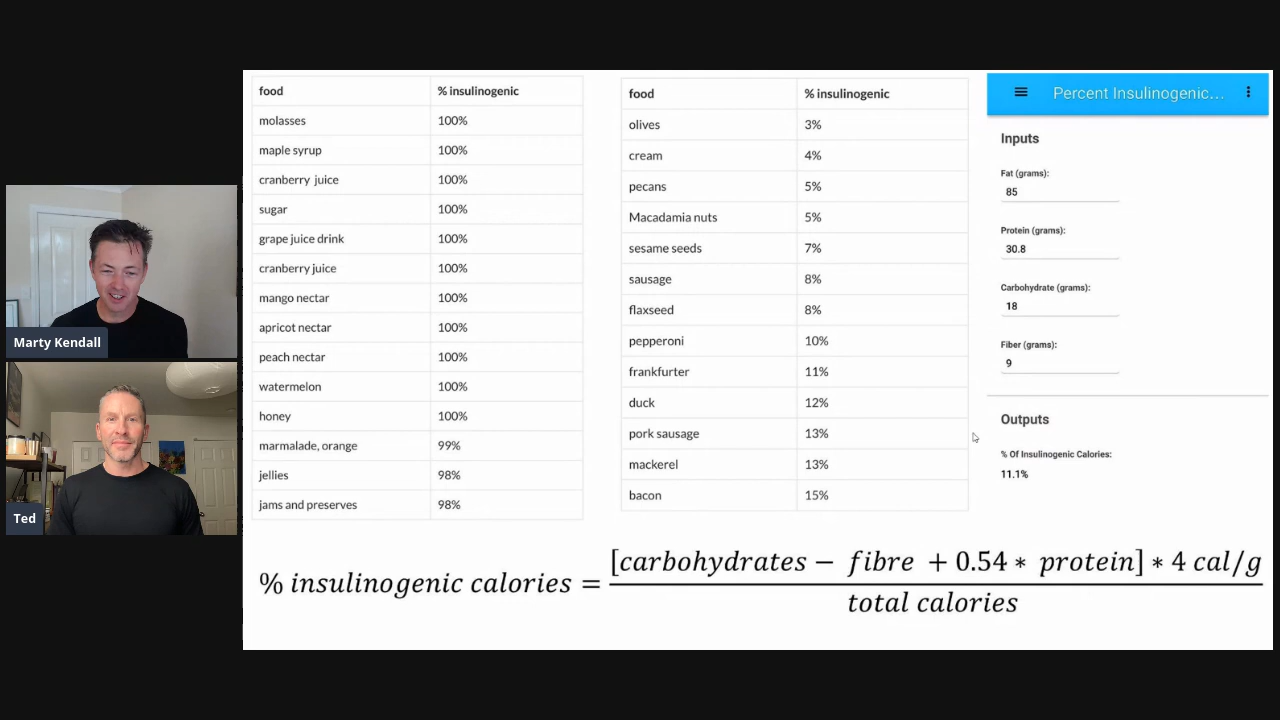 food % insulinogenic
molasses 100%
maple syrup 100%
cranberry juice 100%
sugar 100%
grape juice drink 100%
cranberry juice 100%
mango nectar 100%
apricot nectar 100%
peach nectar 100%
watermelon 100%
honey 100%
marmalade, orange 99%
jellies 98%
jams and preserves 98%
food % insulinogenic
olives 3%
cream 4%
pecans 5%
Macadamia nuts 5%
sesame seeds 7%
sausage 8%
flaxseed 8%
pepperoni 10%
frankfurter 11%
duck 12%
pork sausage 13%
mackerel 13%
bacon 15%
Percent Insulinogenic...
Inputs
Fat (grams):
85
Protein (grams):
30.8
Carbohydrate (grams):
18
Fiber (grams):
9
Outputs
% Of Insulinogenic Calories:
11.1%
Marty Kendall
Ted
% insulinogenic calories = [carbohydrates − fibre + 0.54 * protein] * 4 cal/g
total calories